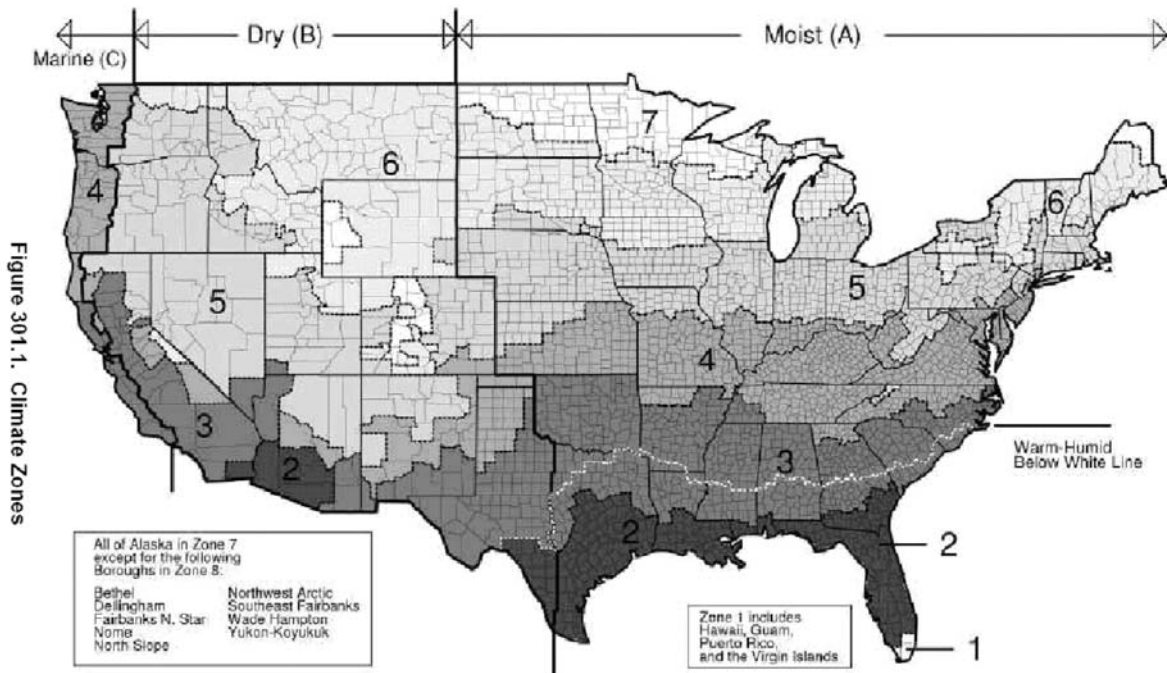 Marine (C)
Dry (B)
Moist (A)
7
6
4
6
5
5
4
3
2
3
2
2
1
Warm-Humid
Below White Line
All of Alaska in Zone 7
except for the following
Boroughs in Zone 8:
Bethel Northwest Arctic
Dellingham Southeast Fairbanks
Fairbanks N. Star Wade Hampton
Nome Yukon-Koyukuk
North Slope
Zone 1 includes
Hawaii, Guam,
Puerto Rico,
and the Virgin Islands
Figure 301.1. Climate Zones